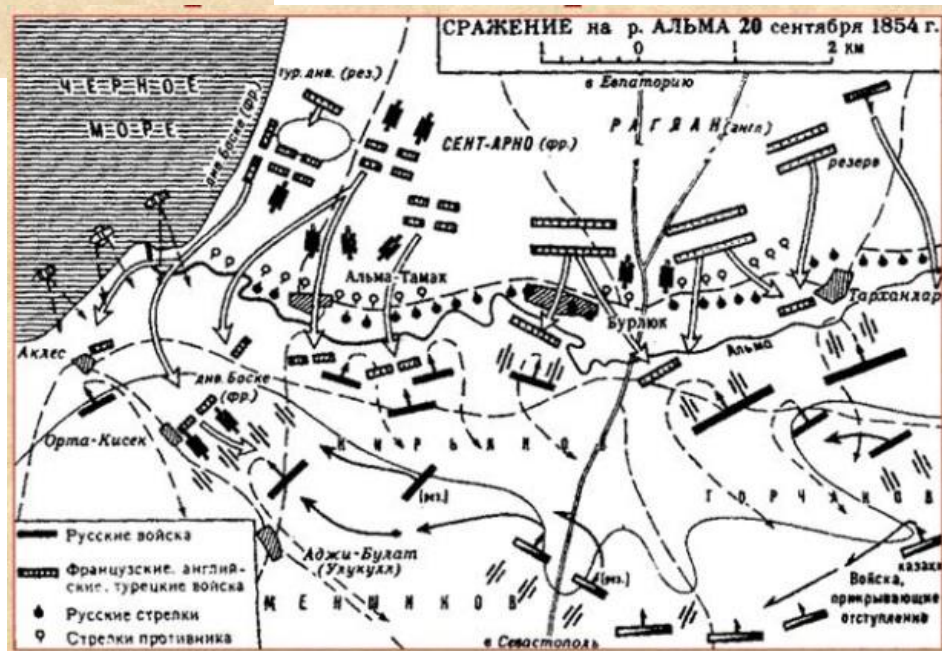 СРАЖЕНИЕ на р. АЛЬМА 20 сентября 1854 г.
1 0 1 2 км
ЧЕРНОЕ
МОРЕ
тур. див. (рез.)
див. Боске (фр.)
СЕНТ-АРНО (фр.)
в Евпаторию
РАГЛАН (англ.)
резерв
Альма-Тамак
Бурлюк
Тарханлар
Альма
Аклес
див. Боске
(фр.)
Орта-Кисек
КИРЬЯКОВ
[рез.]
ГОРЧАКОВ
Аджи-Булат
(Улукул)
МЕНШИКОВ
[рез.]
казаки
Войска,
прикрывающие
отступление
в Севастополь
Русские войска
Французские, английс-
кие, турецкие войска
Русские стрелки
Стрелки противника